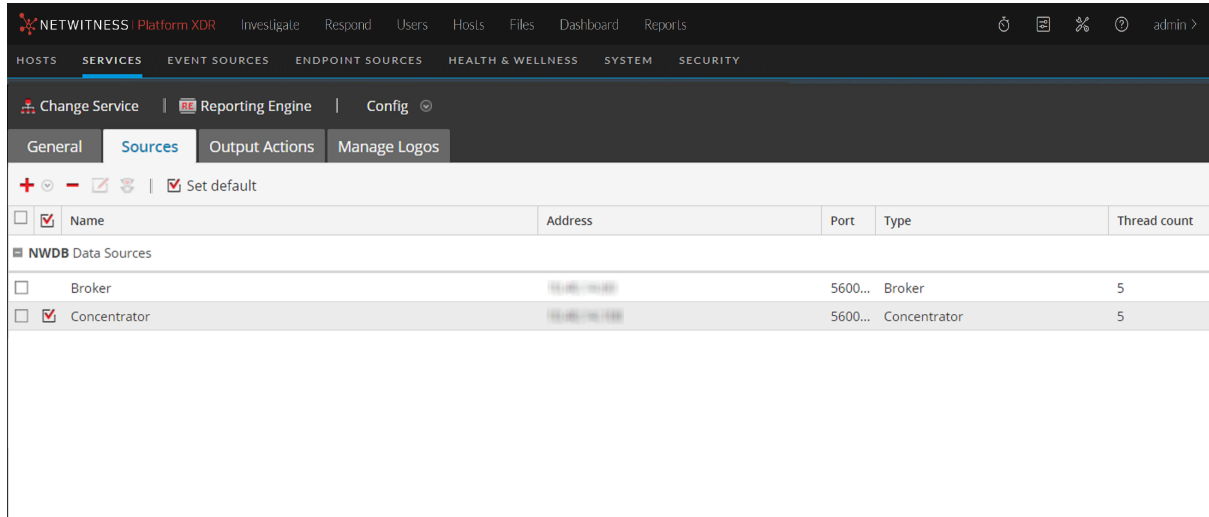 NETWITNESS | Platform XDR Investigate Respond Users Hosts Files Dashboard Reports admin >
HOSTS SERVICES EVENT SOURCES ENDPOINT SOURCES HEALTH & WELLNESS SYSTEM SECURITY
Change Service | RE Reporting Engine | Config
General Sources Output Actions Manage Logos
Set default
Name Address Port Type Thread count
NWDB Data Sources
Broker 5600... Broker 5
Concentrator 5600... Concentrator 5